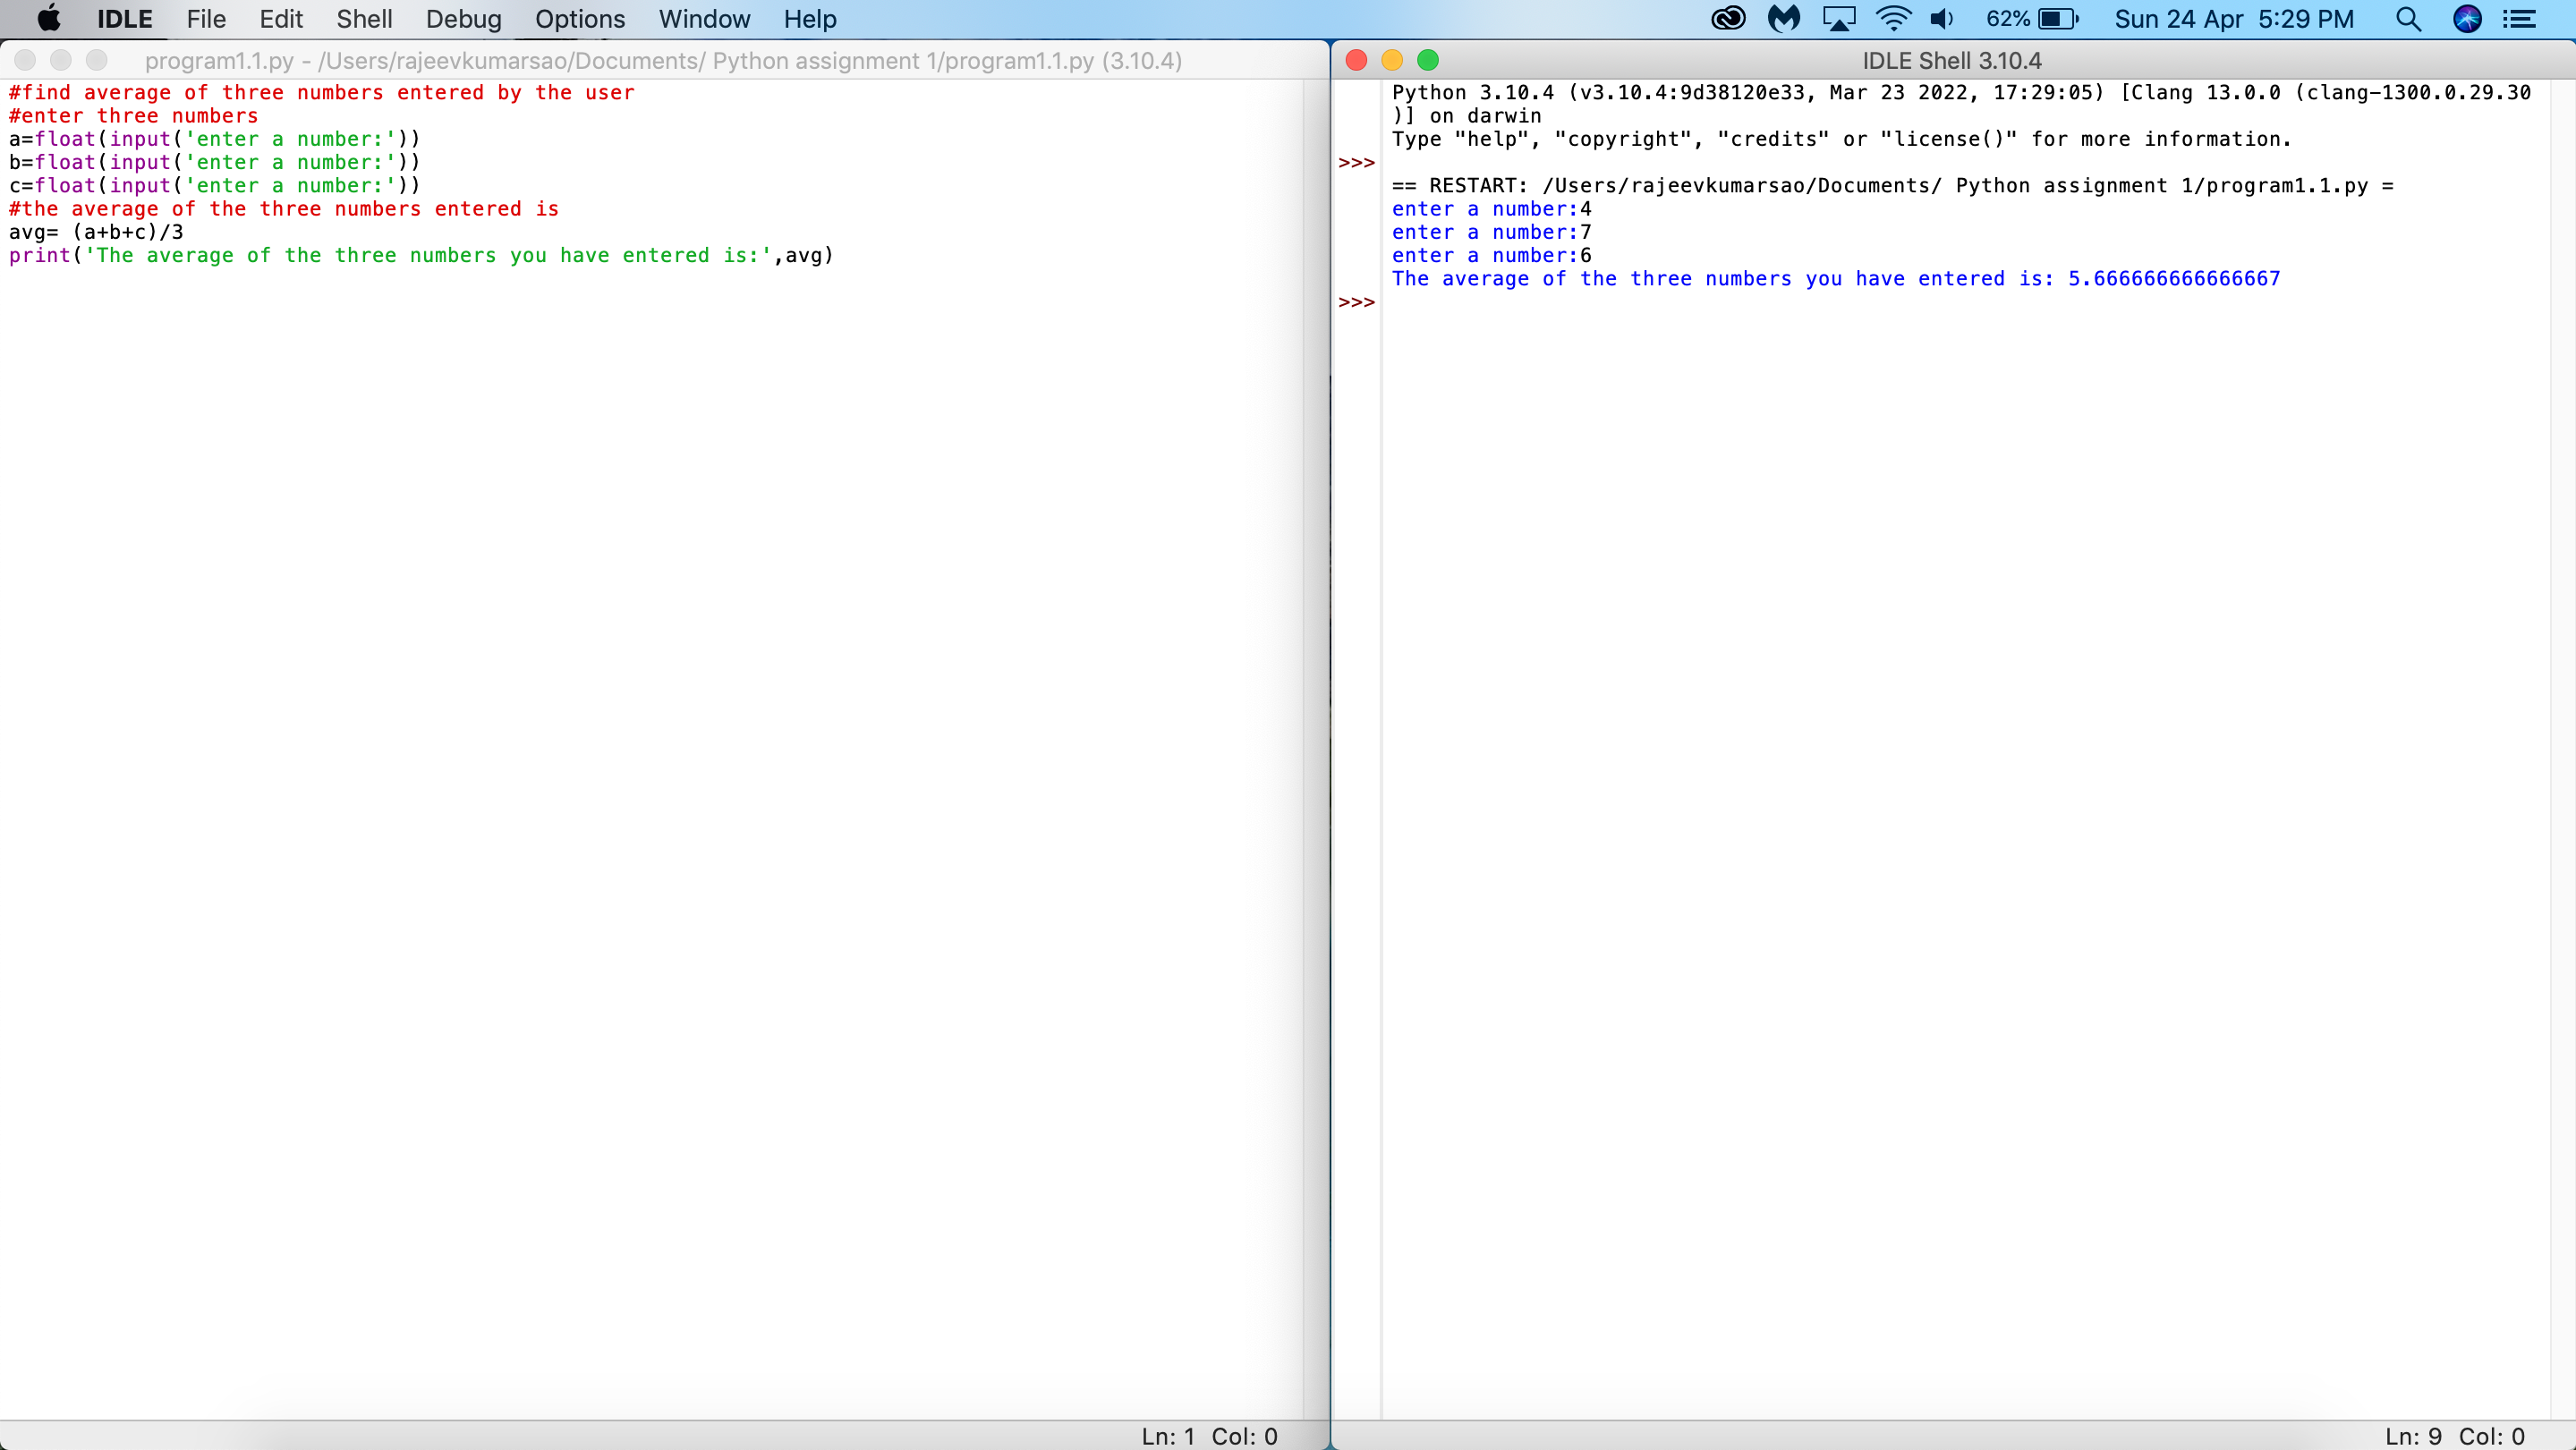 IDLE File Edit Shell Debug Options Window Help 62% Sun 24 Apr 5:29 PM
program1.1.py - /Users/rajeevkumarsao/Documents/ Python assignment 1/program1.1.py (3.10.4)
#find average of three numbers entered by the user
#enter three numbers
a=float(input('enter a number:'))
b=float(input('enter a number:'))
c=float(input('enter a number:'))
#the average of the three numbers entered is
avg= (a+b+c)/3
print('The average of the three numbers you have entered is:',avg)
Ln: 1 Col: 0
IDLE Shell 3.10.4
Python 3.10.4 (v3.10.4:9d38120e33, Mar 23 2022, 17:29:05) [Clang 13.0.0 (clang-1300.0.29.30
)] on darwin
Type "help", "copyright", "credits" or "license()" for more information.
>>>
== RESTART: /Users/rajeevkumarsao/Documents/ Python assignment 1/program1.1.py =
enter a number:4
enter a number:7
enter a number:6
The average of the three numbers you have entered is: 5.666666666666667
>>>
Ln: 9 Col: 0